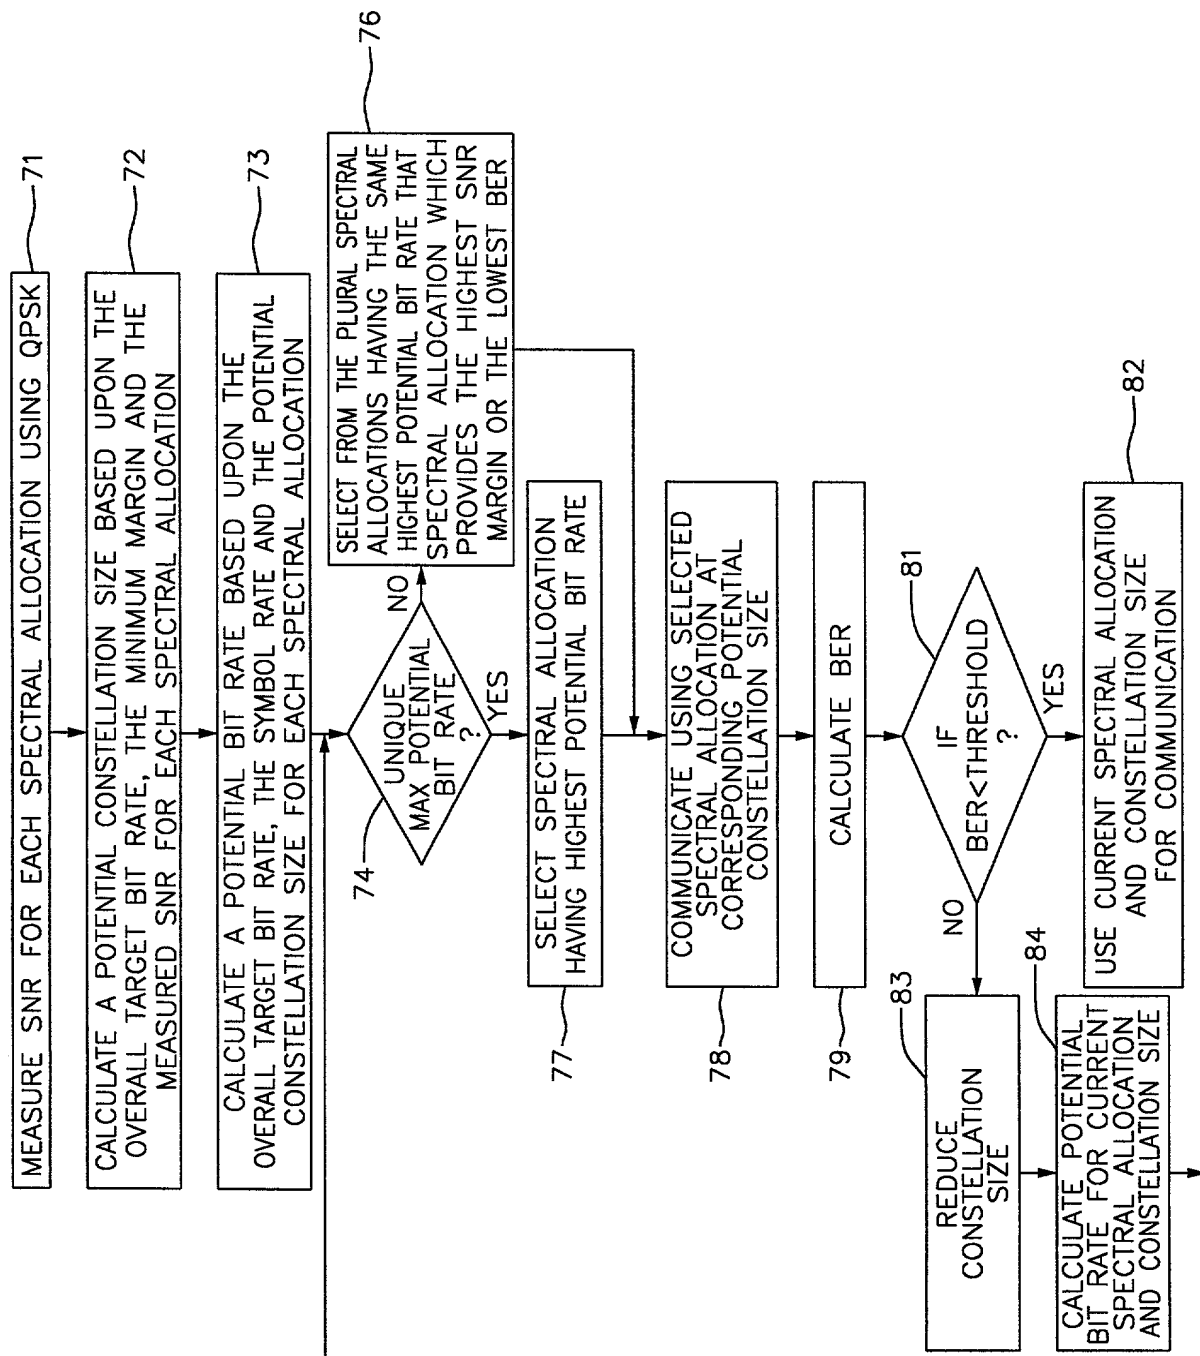 MEASURE SNR FOR EACH SPECTRAL ALLOCATION USING QPSK
71
CALCULATE A POTENTIAL CONSTELLATION SIZE BASED UPON THE
OVERALL TARGET BIT RATE, THE MINIMUM MARGIN AND THE
MEASURED SNR FOR EACH SPECTRAL ALLOCATION
72
CALCULATE A POTENTIAL BIT RATE BASED UPON THE
OVERALL TARGET BIT RATE, THE SYMBOL RATE AND THE POTENTIAL
CONSTELLATION SIZE FOR EACH SPECTRAL ALLOCATION
73
74
UNIQUE
MAX POTENTIAL
BIT RATE
?
NO
YES
76
SELECT FROM THE PLURAL SPECTRAL
ALLOCATIONS HAVING THE SAME
HIGHEST POTENTIAL BIT RATE THAT
SPECTRAL ALLOCATION WHICH
PROVIDES THE HIGHEST SNR
MARGIN OR THE LOWEST BER
77
SELECT SPECTRAL ALLOCATION
HAVING HIGHEST POTENTIAL BIT RATE
78
COMMUNICATE USING SELECTED
SPECTRAL ALLOCATION AT
CORRESPONDING POTENTIAL
CONSTELLATION SIZE
79
CALCULATE BER
81
IF
BER<THRESHOLD
?
NO
YES
82
USE CURRENT SPECTRAL ALLOCATION
AND CONSTELLATION SIZE
FOR COMMUNICATION
83
REDUCE
CONSTELLATION
SIZE
84
CALCULATE POTENTIAL
BIT RATE FOR CURRENT
SPECTRAL ALLOCATION
AND CONSTELLATION SIZE